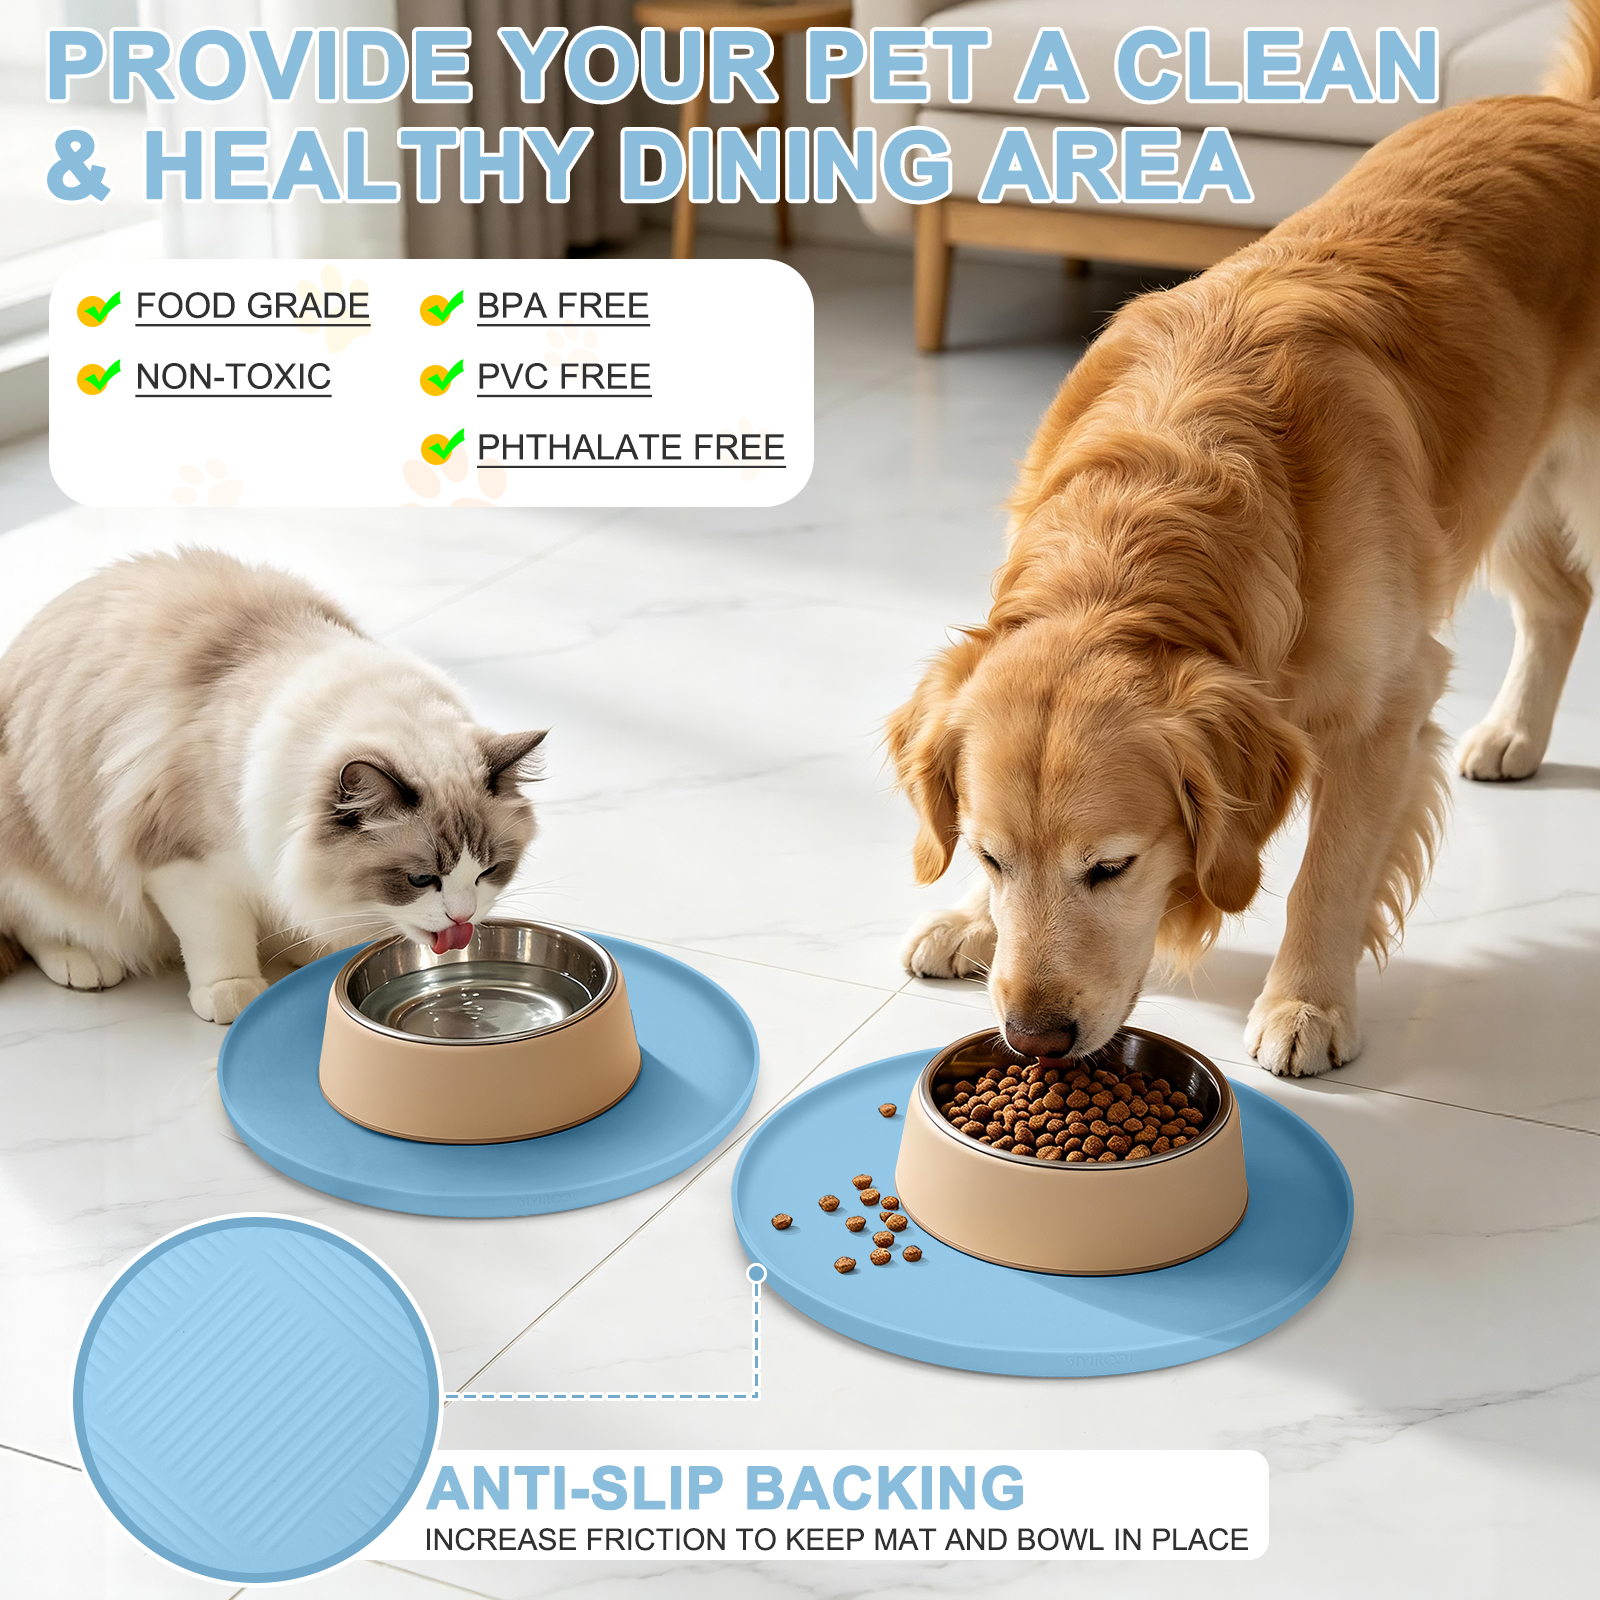 PROVIDE YOUR PET A CLEAN
& HEALTHY DINING AREA
FOOD GRADE
BPA FREE
NON-TOXIC
PVC FREE
PHTHALATE FREE
ANTI-SLIP BACKING
INCREASE FRICTION TO KEEP MAT AND BOWL IN PLACE